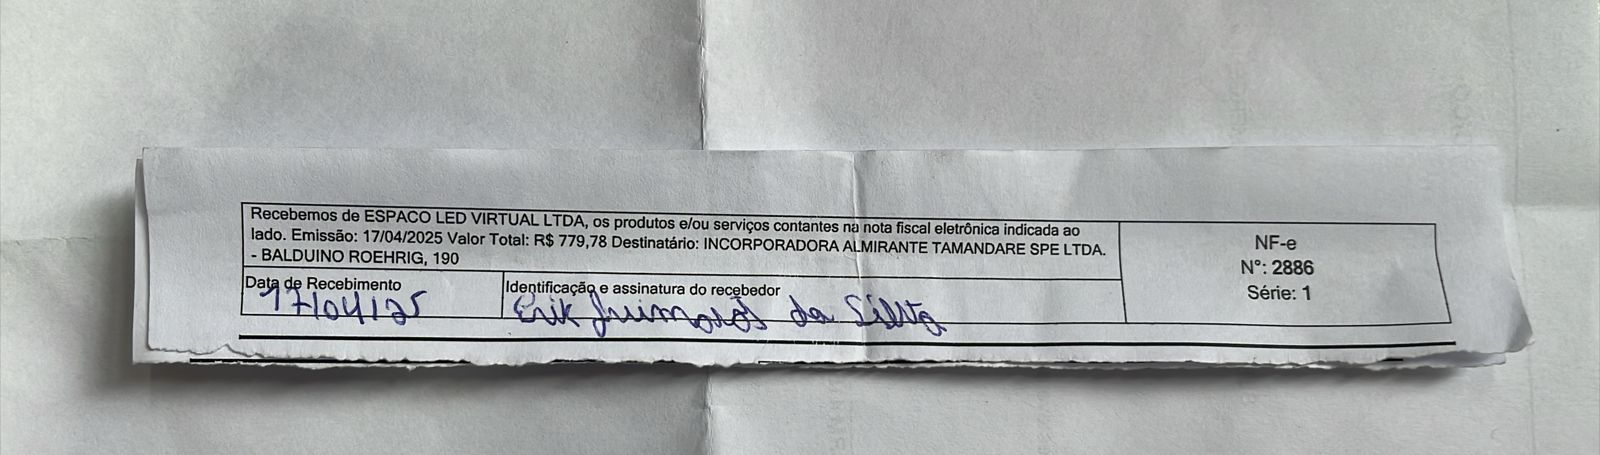 Recebemos de ESPACO LED VIRTUAL LTDA, os produtos e/ou serviços contantes na nota fiscal eletrônica indicada ao
lado. Emissão: 17/04/2025 Valor Total: R$ 779,78 Destinatário: INCORPORADORA ALMIRANTE TAMANDARE SPE LTDA.
- BALDUINO ROEHRIG, 190
NF-e
N°: 2886
Série: 1
Data de Recebimento
17/04/25
Identificação e assinatura do recebedor
Erik Guimarães da Silva